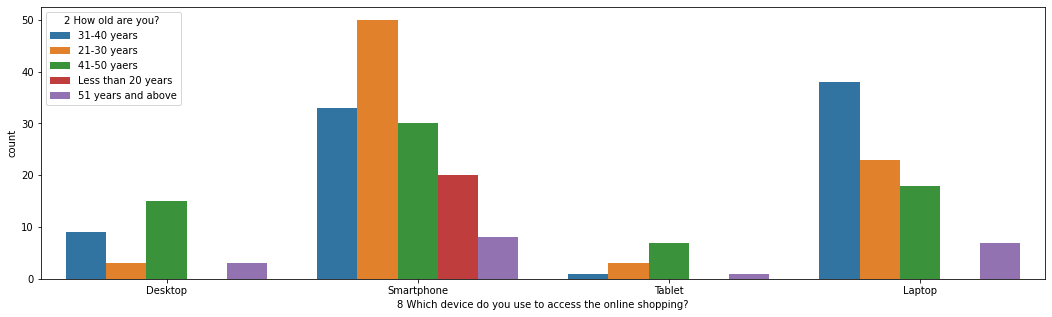 2 How old are you?
31-40 years
21-30 years
41-50 yaers
Less than 20 years
51 years and above
50
40
30
20
10
0
count
Desktop
Smartphone
Tablet
Laptop
8 Which device do you use to access the online shopping?